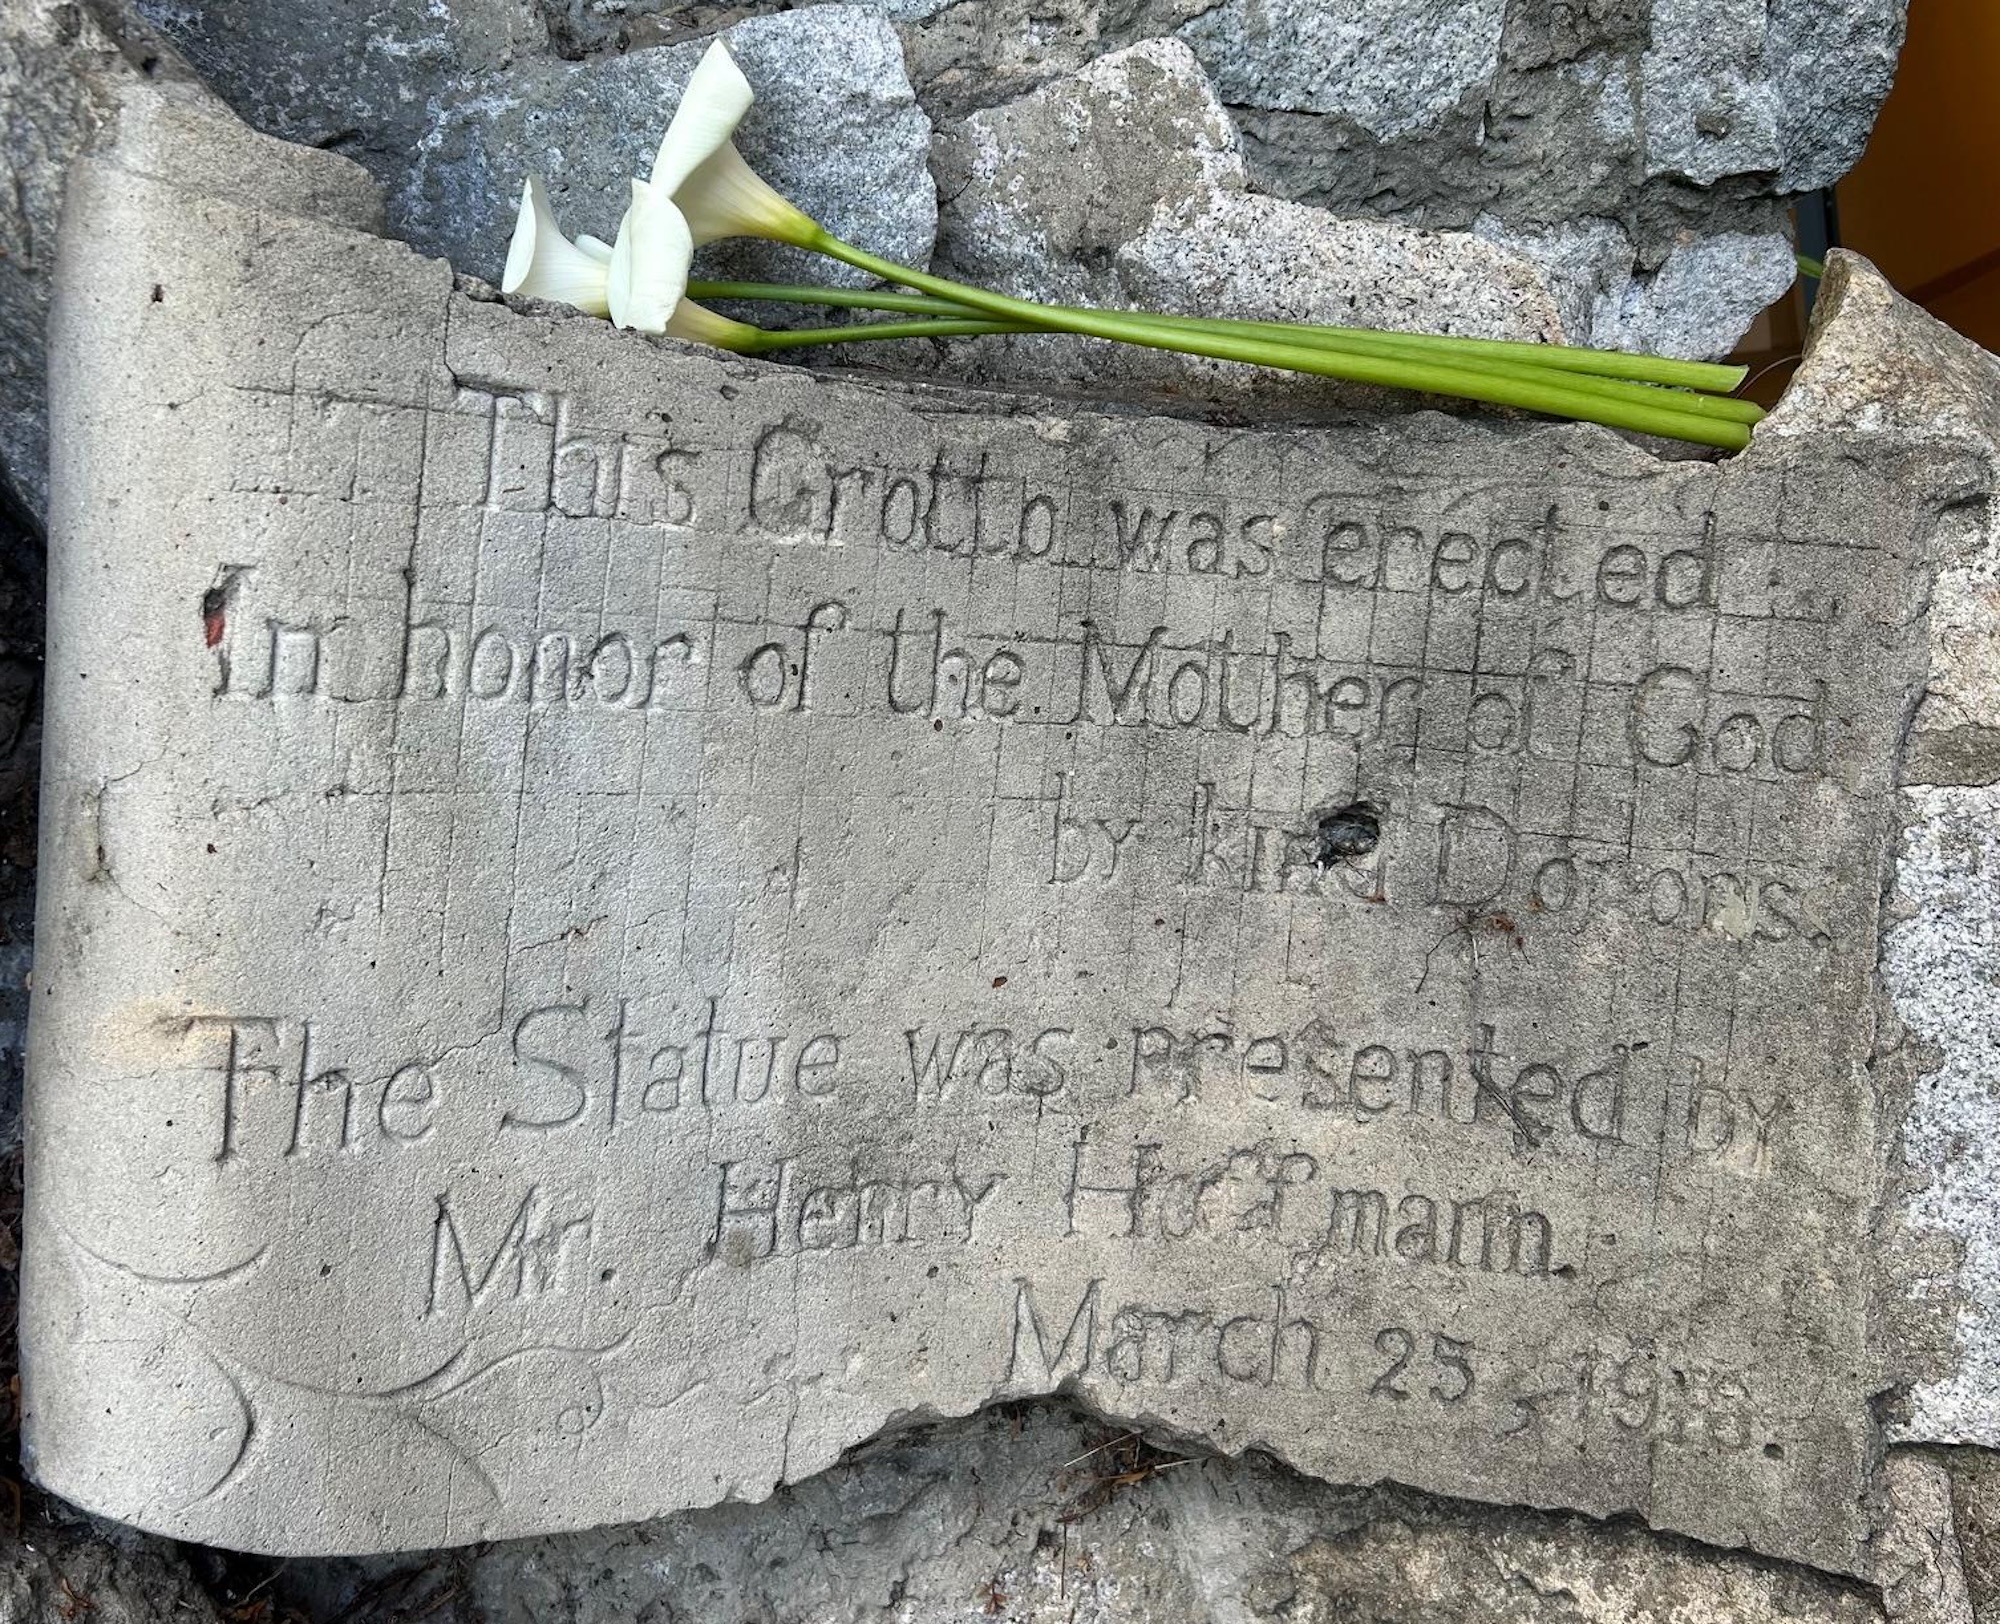 This Grotto was erected
In honor of the Mother of God
by kind Donors.
The Statue was presented by
Mr. Henry Hoffmann.
March 25, 1918.